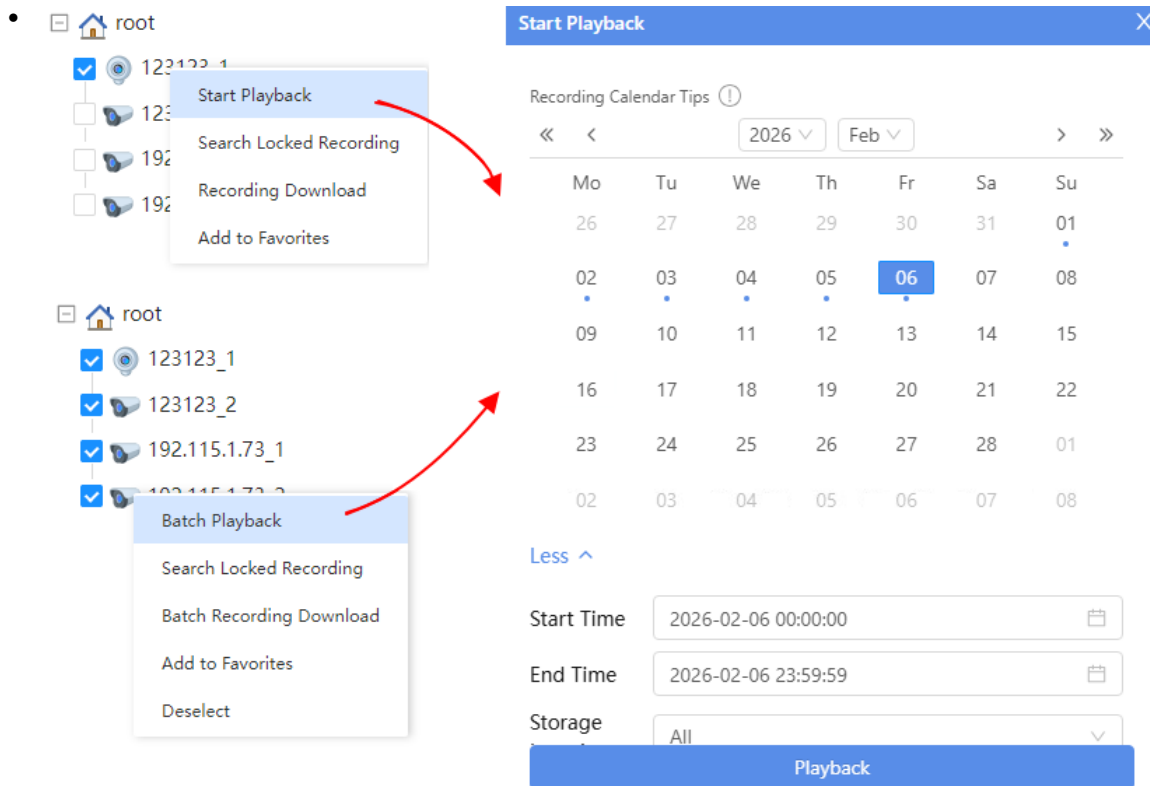 root
123123_1
Start Playback
123
Search Locked Recording
192
Recording Download
192
Add to Favorites
root
123123_1
123123_2
192.115.1.73_1
Batch Playback
Search Locked Recording
Batch Recording Download
Add to Favorites
Deselect
Start Playback
Recording Calendar Tips
2026 Feb
Mo Tu We Th Fr Sa Su
26 27 28 29 30 31 01
02 03 04 05 06 07 08
09 10 11 12 13 14 15
16 17 18 19 20 21 22
23 24 25 26 27 28 01
02 03 04 05 06 07 08
Less
Start Time 2026-02-06 00:00:00
End Time 2026-02-06 23:59:59
Storage
All
Playback